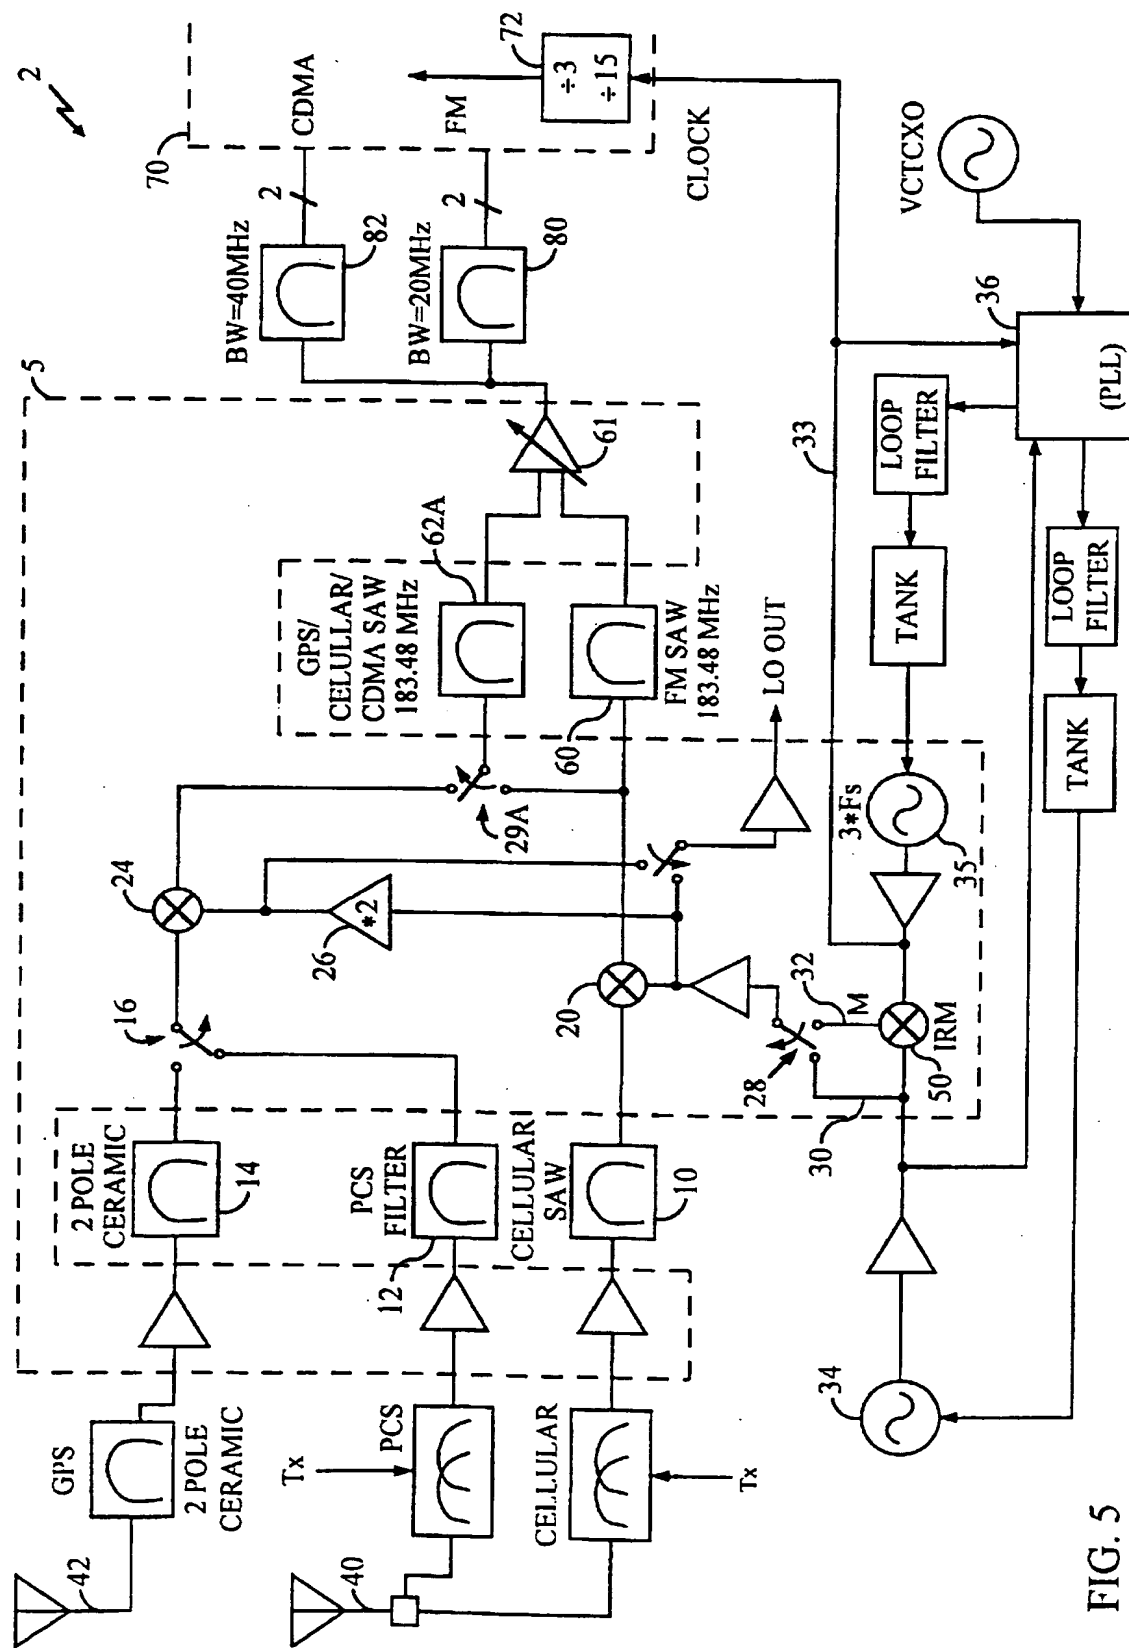 2
70
CDMA
FM
72
÷3
÷15
CLOCK
VCTCXO
2
2
BW=40MHz
82
BW=20MHz
80
5
36
(PLL)
61
33
LOOP
FILTER
LOOP
FILTER
62A
GPS/
CELULLAR/
CDMA SAW
183.48 MHz
FM SAW
183.48 MHz
60
TANK
TANK
LO OUT
29A
3*Fs
35
24
26
*2
20
16
28
32
M
IRM
50
30
2 POLE
CERAMIC
14
PCS
FILTER
12
CELLULAR
SAW
10
34
GPS
2 POLE
CERAMIC
PCS
Tx
CELLULAR
Tx
42
40
FIG. 5